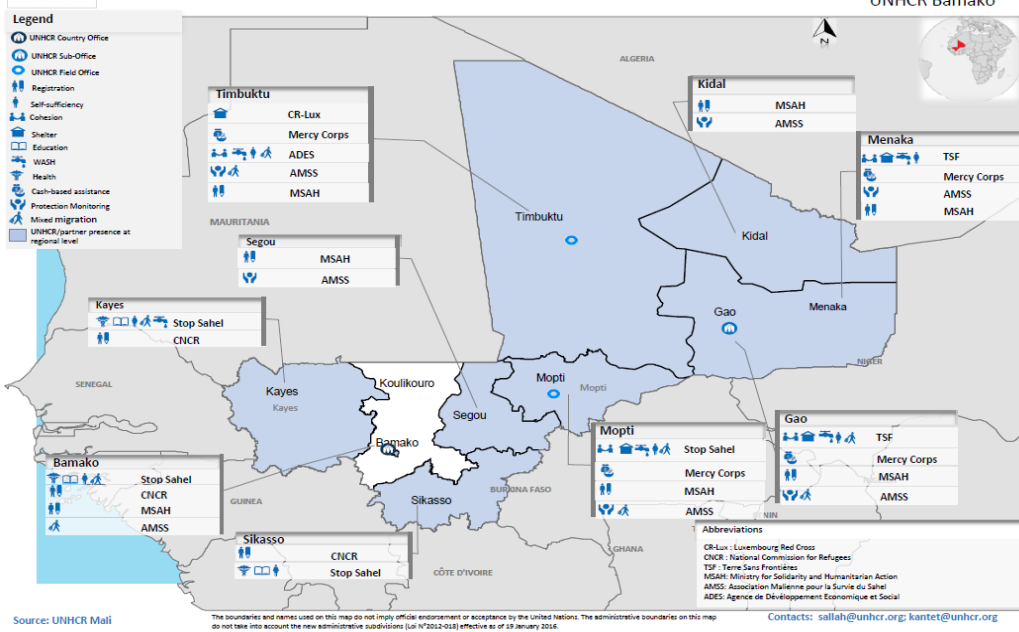 UNHCR Bamako
Legend
UNHCR Country Office
UNHCR Sub-Office
UNHCR Field Office
Registration
Self-sufficiency
Cohesion
Shelter
Education
WASH
Health
Cash-based assistance
Protection Monitoring
Mixed migration
UNHCR/partner presence at
regional level
N
ALGERIA
Timbuktu
CR-Lux
Mercy Corps
ADES
AMSS
MSAH
Kidal
MSAH
AMSS
Menaka
TSF
Mercy Corps
AMSS
MSAH
MAURITANIA
Timbuktu
Kidal
Segou
MSAH
AMSS
Menaka
Gao
Kayes
Stop Sahel
CNCR
NIGER
SENEGAL
Kayes
Kayes
Koulikouro
Mopti
Mopti
Segou
Bamako
Gao
TSF
Mercy Corps
MSAH
AMSS
Mopti
Stop Sahel
Mercy Corps
MSAH
AMSS
Bamako
Stop Sahel
CNCR
MSAH
AMSS
GUINEA
Sikasso
BURKINA FASO
NIN
GHANA
CÔTE D'IVOIRE
Sikasso
CNCR
Stop Sahel
Abbreviations
CR-Lux : Luxembourg Red Cross
CNCR : National Commission for Refugees
TSF : Terre Sans Frontières
MSAH: Ministry for Solidarity and Humanitarian Action
AMSS: Association Malienne pour la Survie du Sahel
ADES: Agence de Développement Economique et Social
Source: UNHCR Mali
The boundaries and names used on this map do not imply official endorsement or acceptance by the United Nations. The administrative boundaries on this map
do not take into account the new administrative subdivisions (Loi N°2012-018) effective as of 19 January 2016.
Contacts: sallah@unhcr.org; kantet@unhcr.org